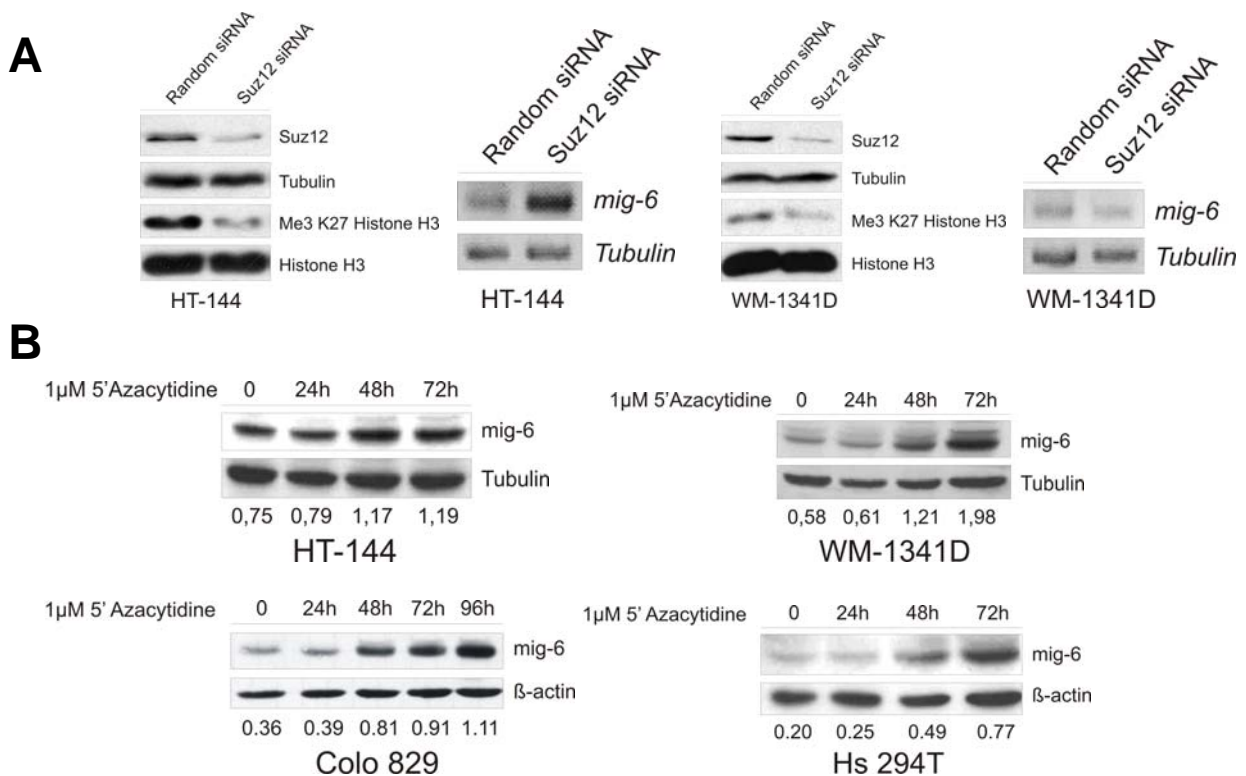 A
Random siRNA
Suz12 siRNA
Suz12
Tubulin
Me3 K27 Histone H3
Histone H3
HT-144
Random siRNA
Suz12 siRNA
mig-6
Tubulin
HT-144
Random siRNA
Suz12 siRNA
Suz12
Tubulin
Me3 K27 Histone H3
Histone H3
WM-1341D
Random siRNA
Suz12 siRNA
mig-6
Tubulin
WM-1341D
B
1µM 5'Azacytidine 0 24h 48h 72h
mig-6
Tubulin
0,75 0,79 1,17 1,19
HT-144
1µM 5'Azacytidine 0 24h 48h 72h
mig-6
Tubulin
0,58 0,61 1,21 1,98
WM-1341D
1µM 5' Azacytidine 0 24h 48h 72h 96h
mig-6
ß-actin
0.36 0.39 0.81 0.91 1.11
Colo 829
1µM 5' Azacytidine 0 24h 48h 72h
mig-6
ß-actin
0.20 0.25 0.49 0.77
Hs 294T